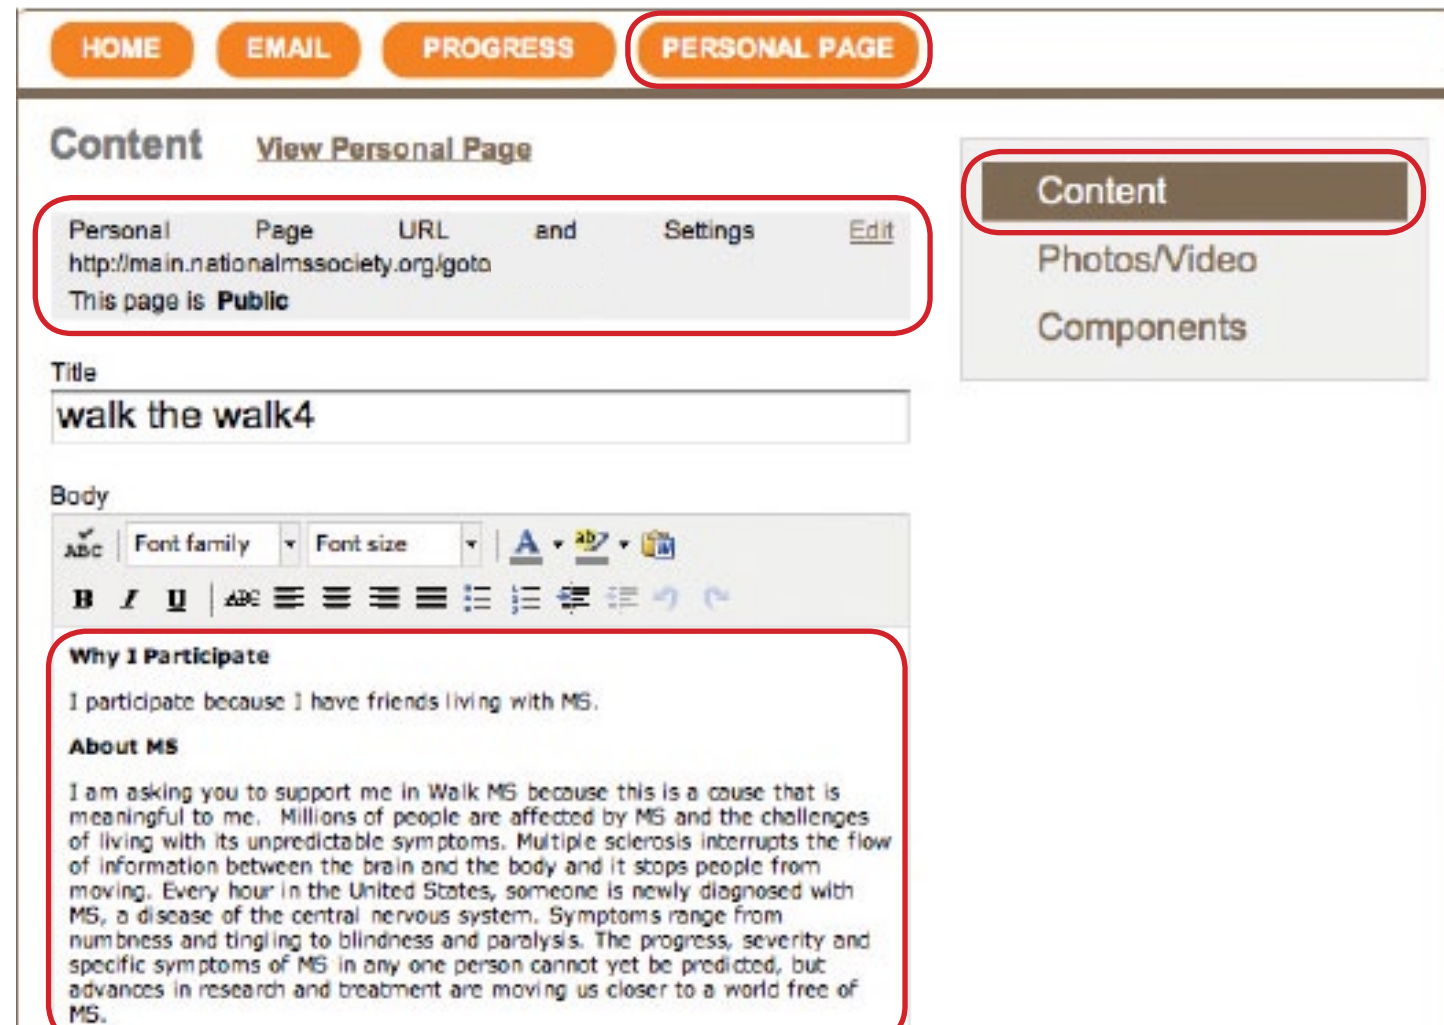 HOME EMAIL PROGRESS PERSONAL PAGE
Content View Personal Page
Personal Page URL and Settings Edit
http://main.nationalmssociety.org/goto
This page is Public
Content
Photos/Video
Components
Title
walk the walk4
Body
ABC Font family Font size A ab
B I U ABC
Why I Participate
I participate because I have friends living with MS.
About MS
I am asking you to support me in Walk MS because this is a cause that is
meaningful to me. Millions of people are affected by MS and the challenges
of living with its unpredictable symptoms. Multiple sclerosis interrupts the flow
of information between the brain and the body and it stops people from
moving. Every hour in the United States, someone is newly diagnosed with
MS, a disease of the central nervous system. Symptoms range from
numbness and tingling to blindness and paralysis. The progress, severity and
specific symptoms of MS in any one person cannot yet be predicted, but
advances in research and treatment are moving us closer to a world free of
MS.